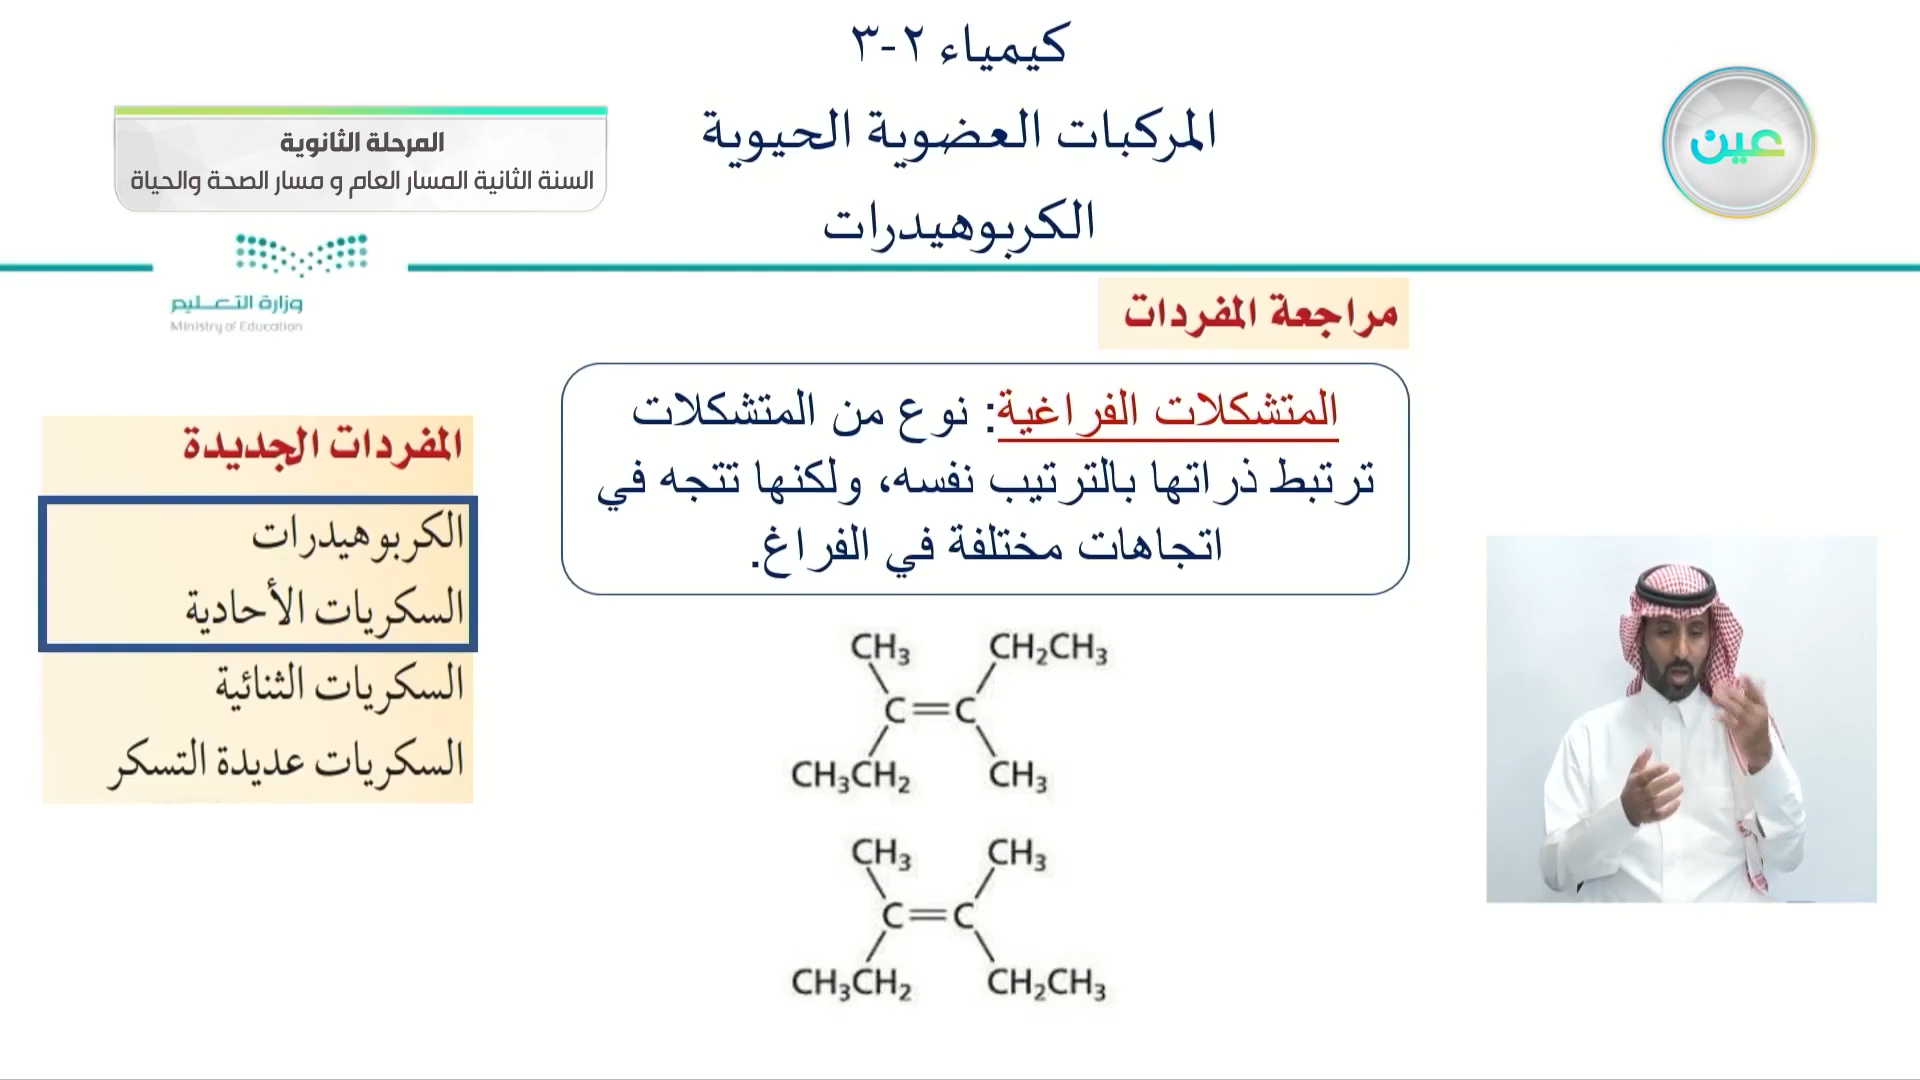 كيمياء ٢-٣
المركبات العضوية الحيوية
الكربوهيدرات
عين
المرحلة الثانوية
السنة الثانية المسار العام و مسار الصحة والحياة
وزارة التعليم
Ministry of Education
مراجعة المفردات
المتشكلات الفراغية: نوع من المتشكلات
ترتبط ذراتها بالترتيب نفسه، ولكنها تتجه في
اتجاهات مختلفة في الفراغ.
المفردات الجديدة
الكربوهيدرات
السكريات الأحادية
السكريات الثنائية
السكريات عديدة التسكر
CH₃ CH₂CH₃
C=C
CH₃CH₂ CH₃
CH₃ CH₃
C=C
CH₃CH₂ CH₂CH₃